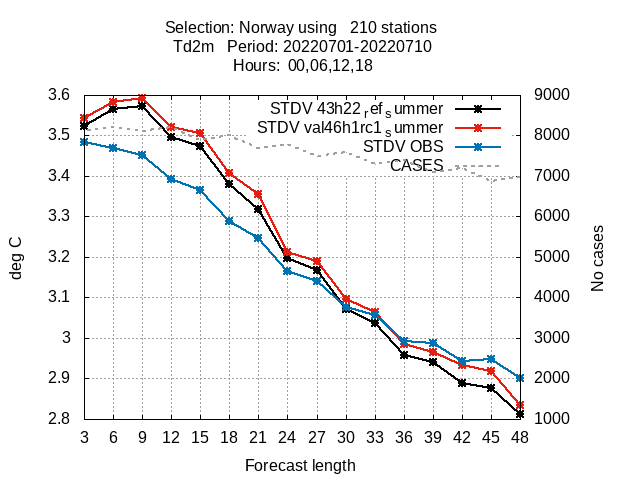 Selection: Norway using   210 stations
Td2m   Period: 20220701-20220710
Hours:  00,06,12,18
STDV 43h22refsummer
STDV val46h1rc1summer
STDV OBS
CASES
3.6
3.5
3.4
3.3
3.2
3.1
3
2.9
2.8
deg C
9000
8000
7000
6000
5000
4000
3000
2000
1000
No cases
3 6 9 12 15 18 21 24 27 30 33 36 39 42 45 48
Forecast length